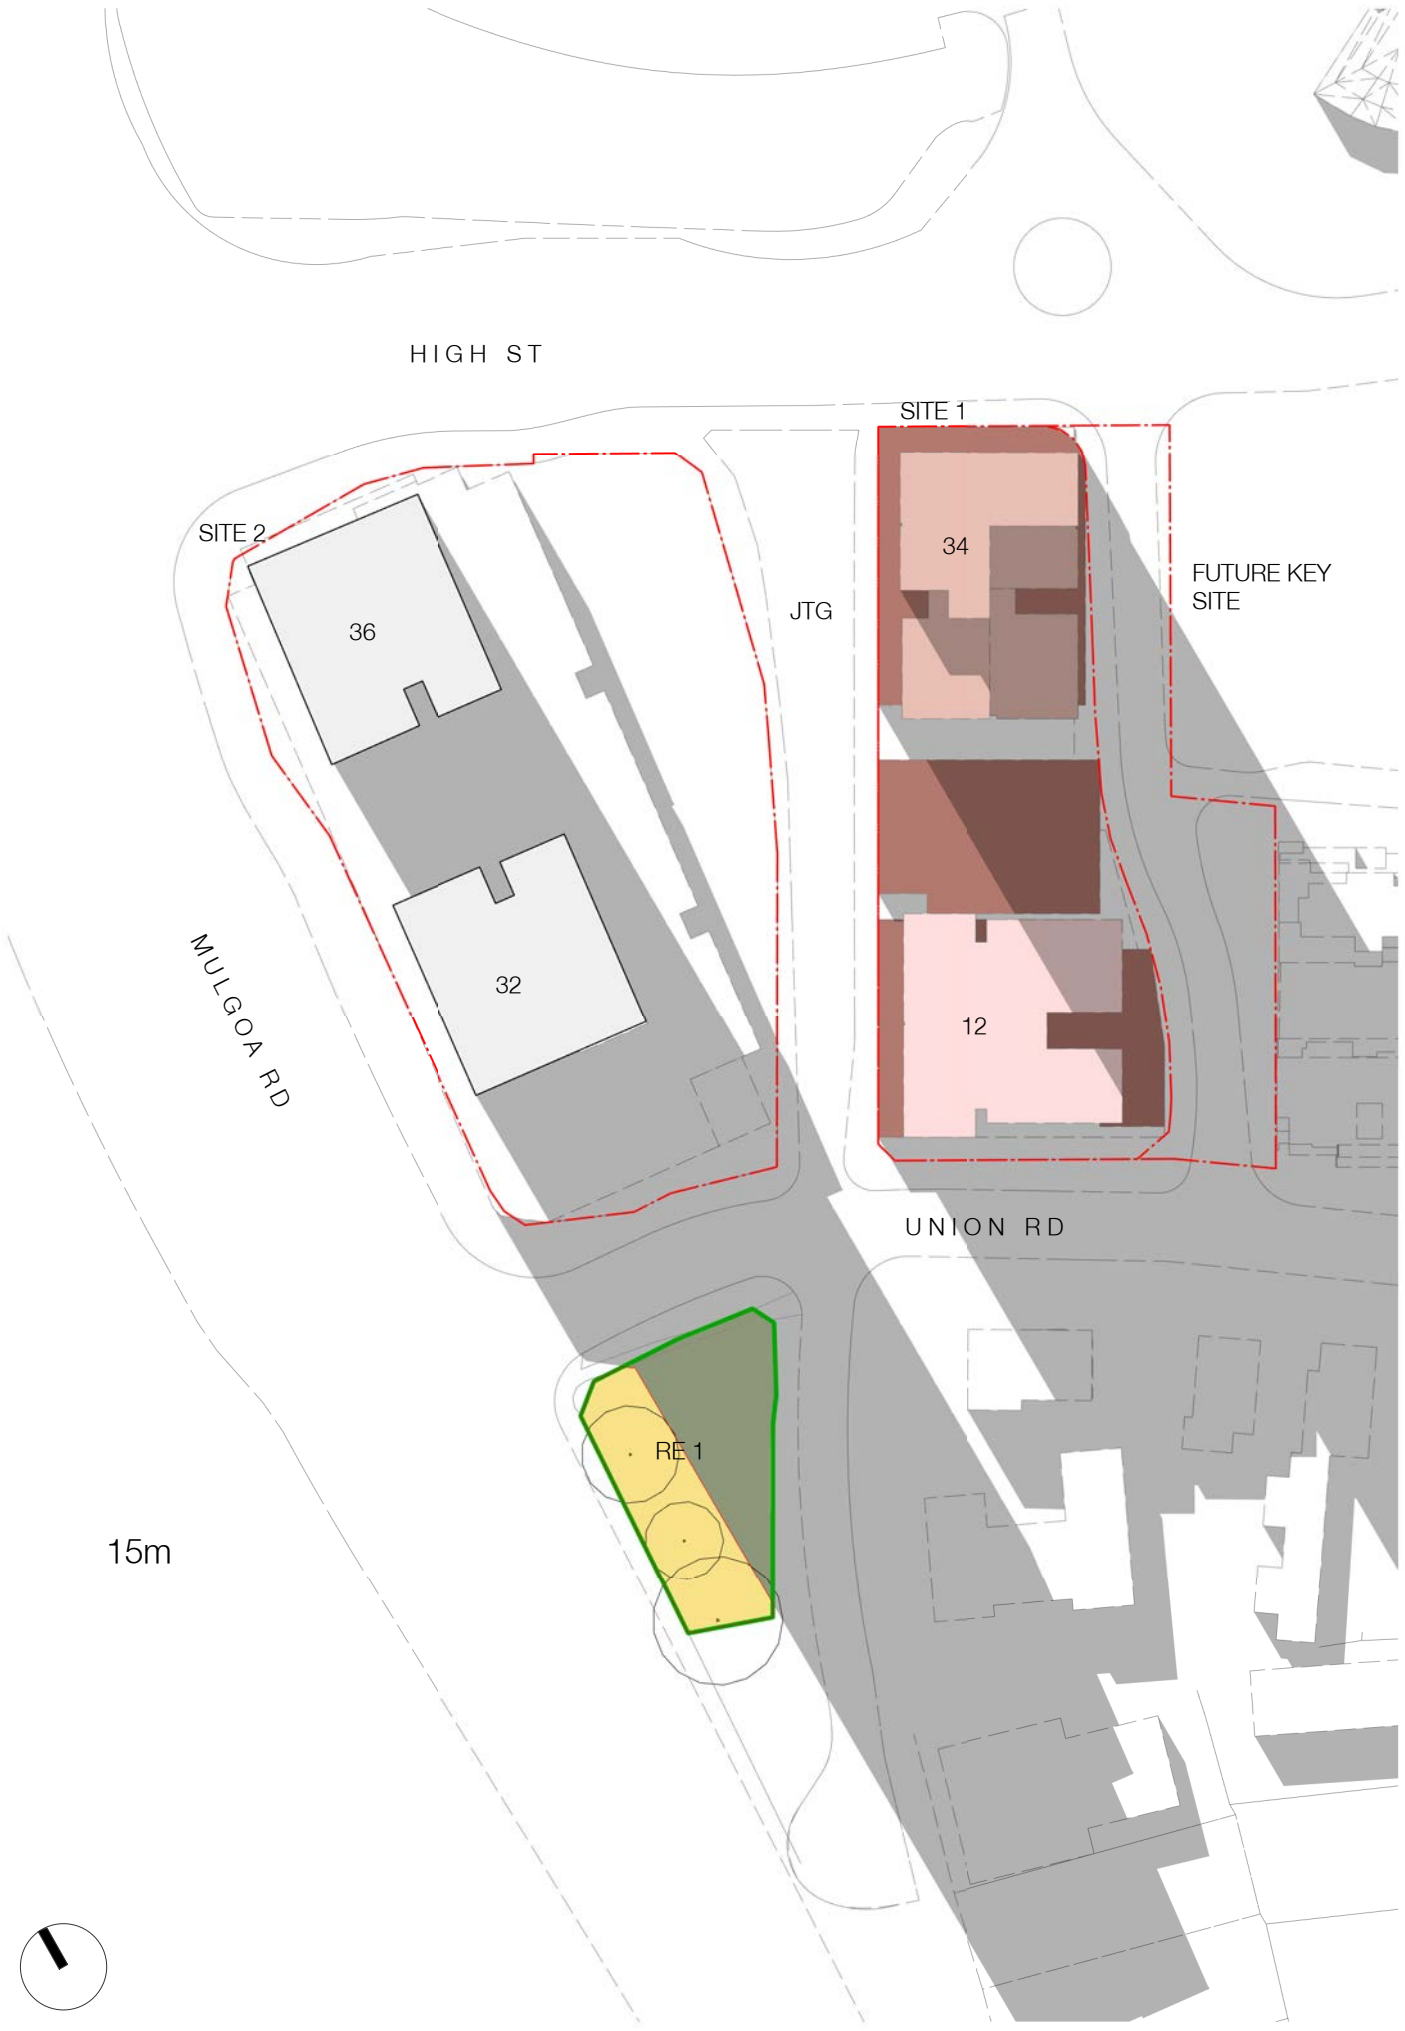 HIGH ST
SITE 1
SITE 2
34
FUTURE KEY
SITE
JTG
36
MULGOA RD
32
12
UNION RD
RE 1
15m